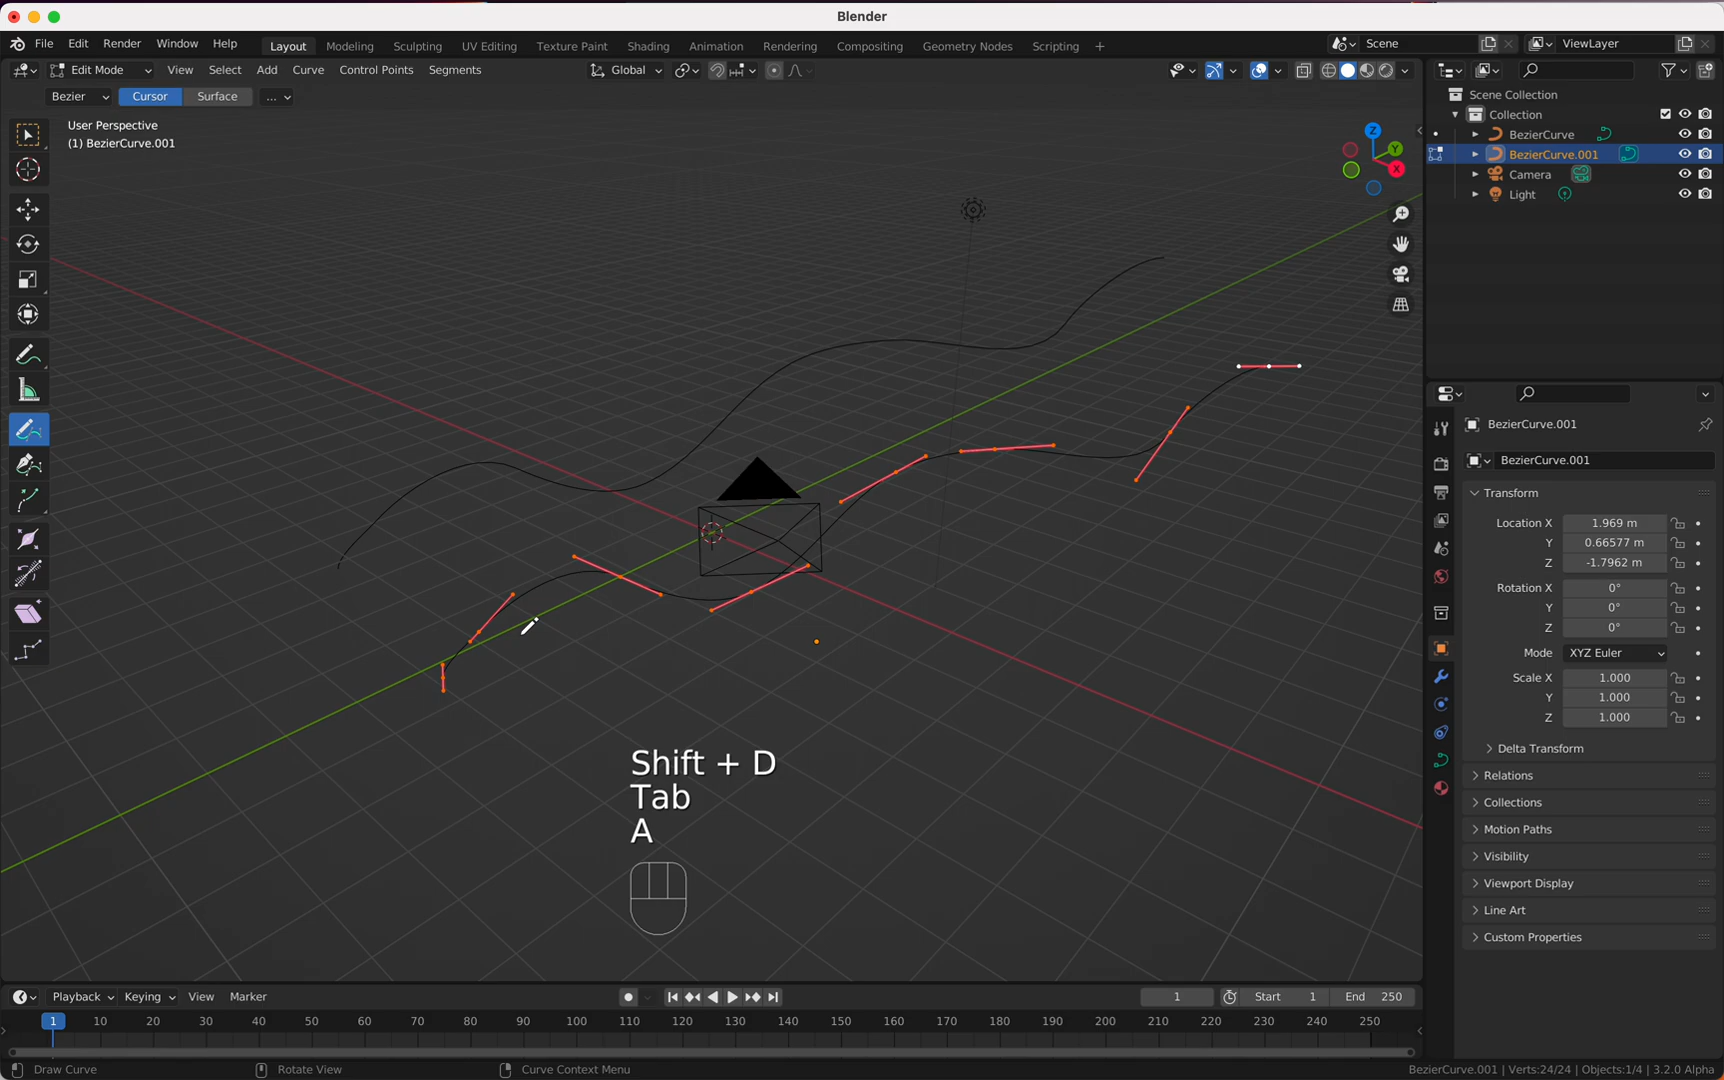 Blender
File Edit Render Window Help Layout Modeling Sculpting UV Editing Texture Paint Shading Animation Rendering Compositing Geometry Nodes Scripting + Scene ViewLayer
Edit Mode View Select Add Curve Control Points Segments Global
Bezier Cursor Surface ...
User Perspective
(1) BezierCurve.001
Z
Y
X
Shift + D
Tab
A
Scene Collection
Collection
BezierCurve
BezierCurve.001
Camera
Light
BezierCurve.001
BezierCurve.001
Transform
Location X 1.969 m
Y 0.66577 m
Z -1.7962 m
Rotation X 0°
Y 0°
Z 0°
Mode XYZ Euler
Scale X 1.000
Y 1.000
Z 1.000
Delta Transform
Relations
Collections
Motion Paths
Visibility
Viewport Display
Line Art
Custom Properties
Playback Keying View Marker 1 Start 1 End 250
1 10 20 30 40 50 60 70 80 90 100 110 120 130 140 150 160 170 180 190 200 210 220 230 240 250
Draw Curve Rotate View Curve Context Menu BezierCurve.001 | Verts:24/24 | Objects:1/4 | 3.2.0 Alpha